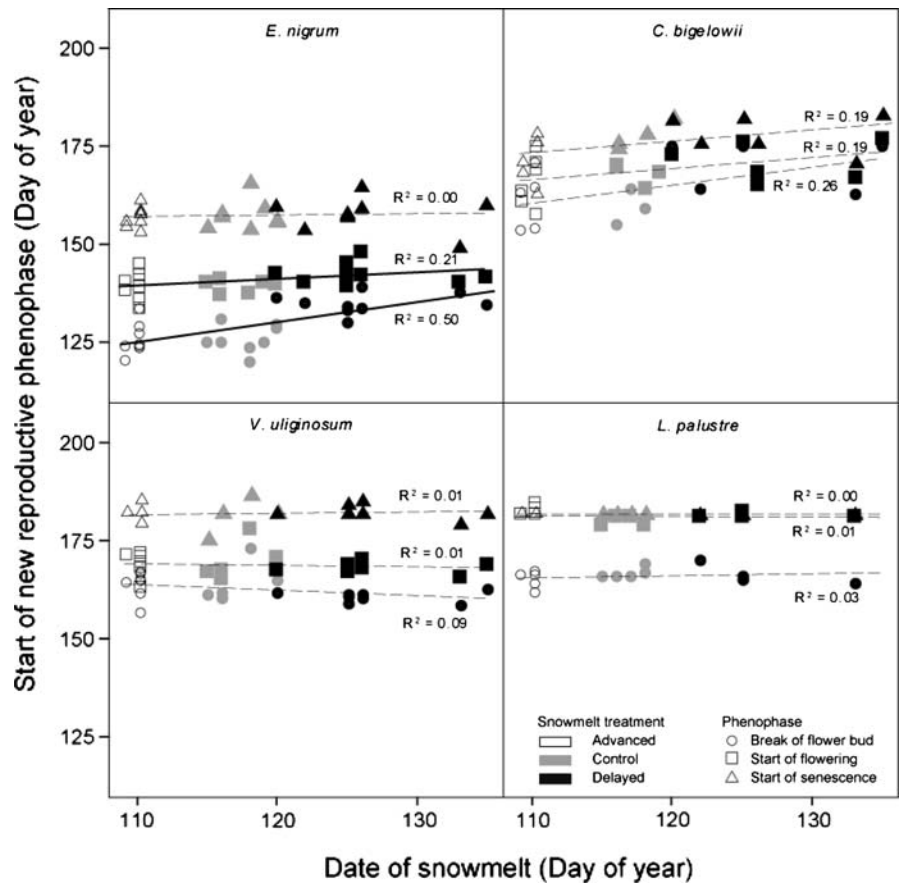 E. nigrum
C. bigelowii
200
175
150
125
R² = 0.00
R² = 0.21
R² = 0.50
R² = 0.19
R² = 0.19
R² = 0.26
Start of new reproductive phenophase (Day of year)
V. uliginosum
L. palustre
200
175
150
125
R² = 0.01
R² = 0.01
R² = 0.09
R² = 0.00
R² = 0.01
R² = 0.03
Snowmelt treatment
Advanced
Control
Delayed
Phenophase
Break of flower bud
Start of flowering
Start of senescence
110 120 130 110 120 130
Date of snowmelt (Day of year)